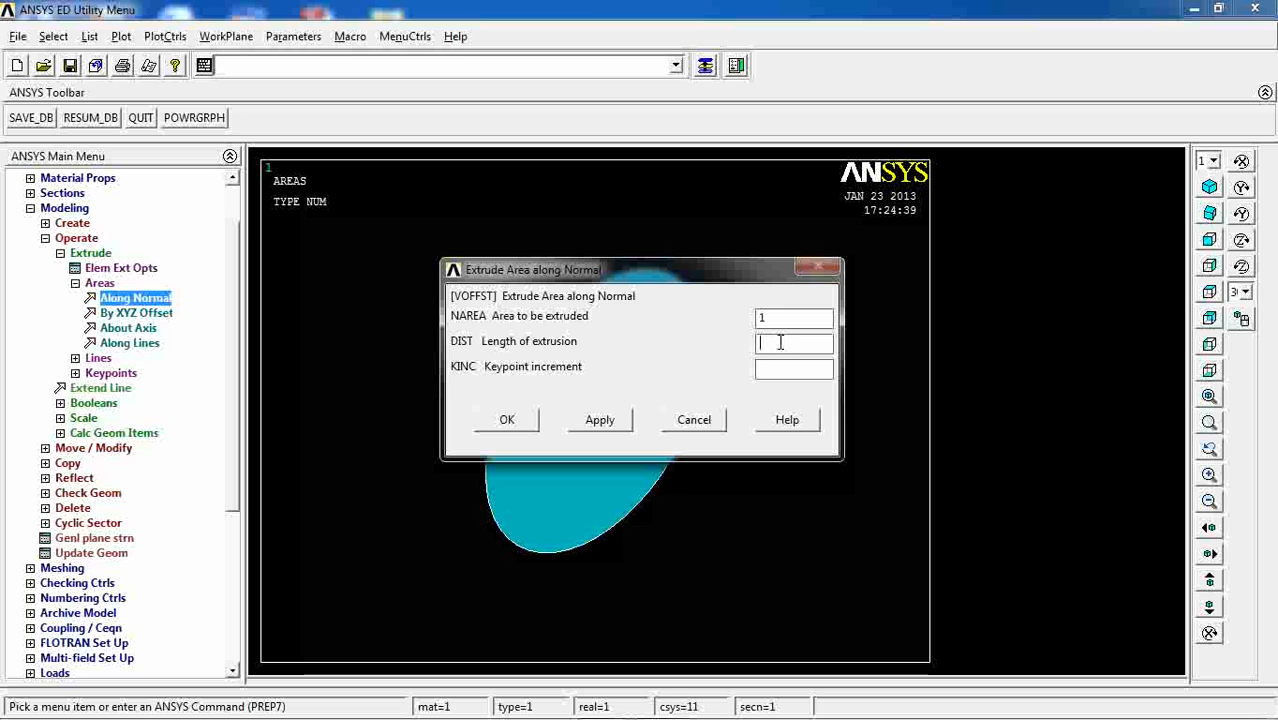 ANSYS ED Utility Menu
File Select List Plot PlotCtrls WorkPlane Parameters Macro MenuCtrls Help
ANSYS Toolbar
SAVE_DB RESUM_DB QUIT POWRGRPH
ANSYS Main Menu
Material Props
Sections
Modeling
Create
Operate
Extrude
Elem Ext Opts
Areas
Along Normal
By XYZ Offset
About Axis
Along Lines
Lines
Keypoints
Extend Line
Booleans
Scale
Calc Geom Items
Move / Modify
Copy
Reflect
Check Geom
Delete
Cyclic Sector
Genl plane strn
Update Geom
Meshing
Checking Ctrls
Numbering Ctrls
Archive Model
Coupling / Ceqn
FLOTRAN Set Up
Multi-field Set Up
Loads
1
AREAS
TYPE NUM
ANSYS
JAN 23 2013
17:24:39
Extrude Area along Normal
[VOFFST] Extrude Area along Normal
NAREA Area to be extruded 1
DIST Length of extrusion
KINC Keypoint increment
OK Apply Cancel Help
1
Pick a menu item or enter an ANSYS Command (PREP7) mat=1 type=1 real=1 csys=11 secn=1